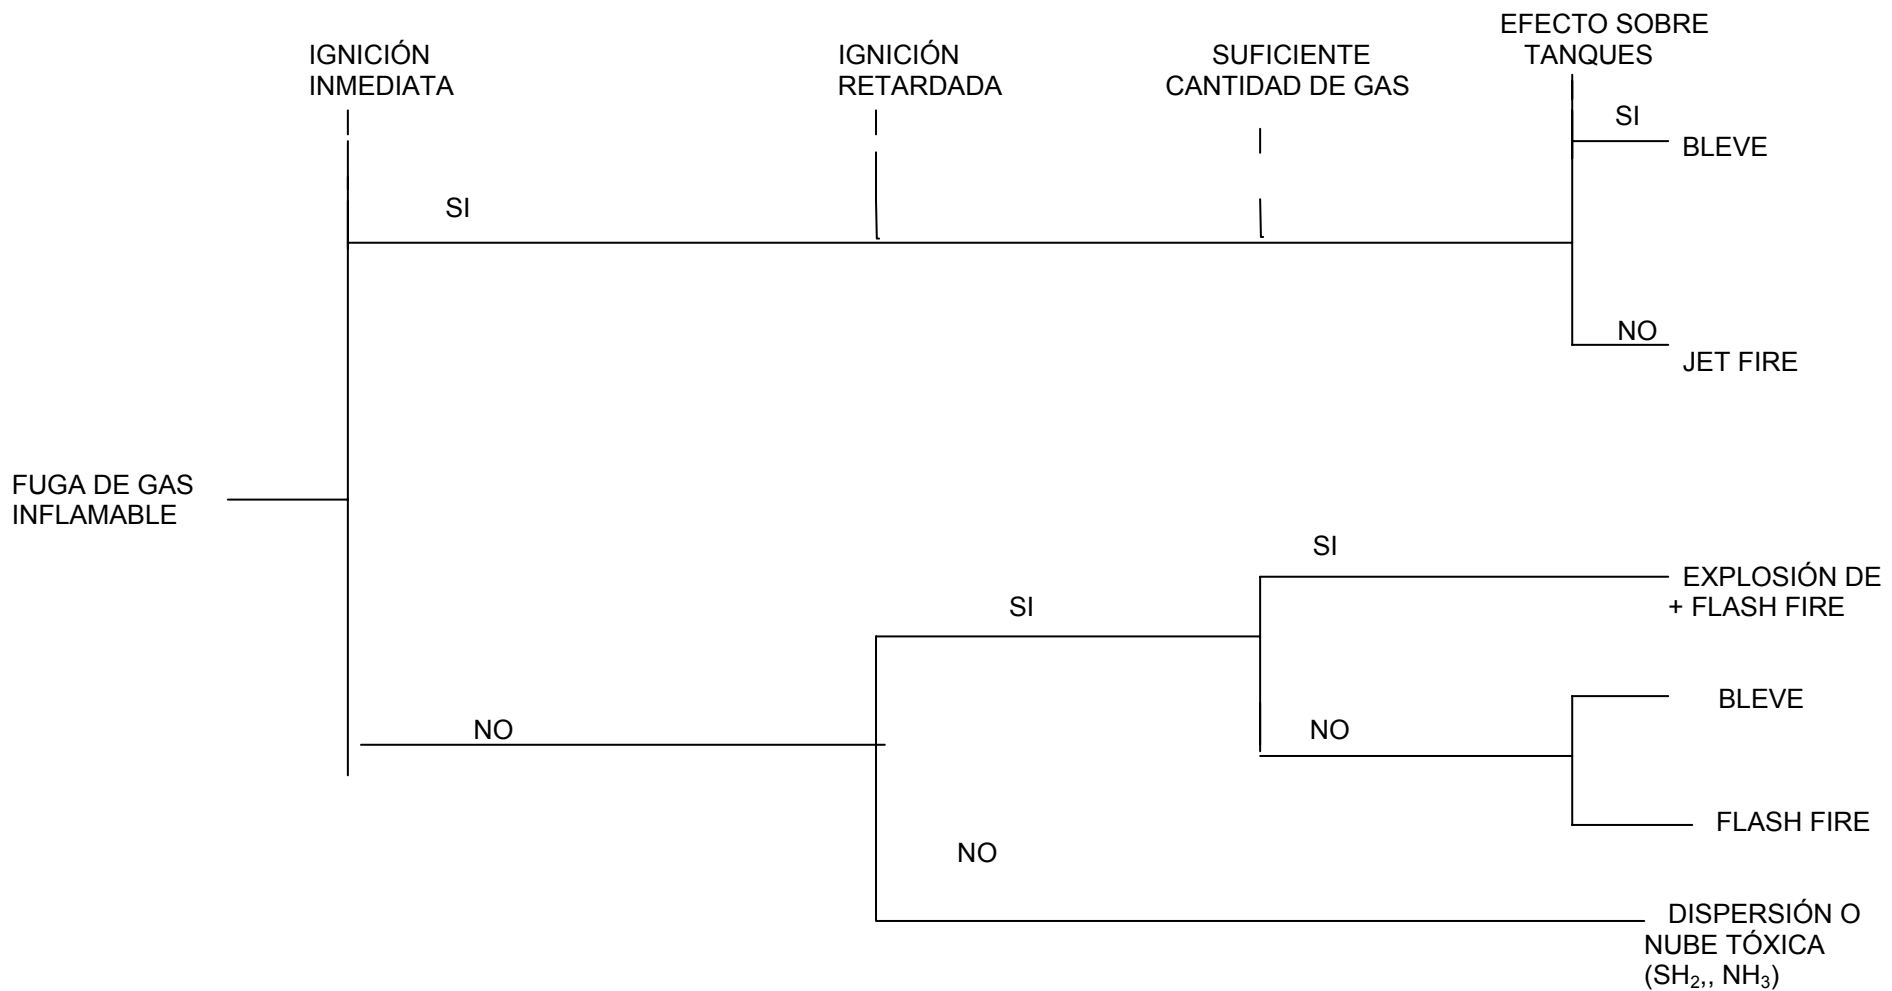 EFECTO SOBRE
TANQUES
IGNICIÓN
INMEDIATA
IGNICIÓN
RETARDADA
SUFICIENTE
CANTIDAD DE GAS
SI
BLEVE
SI
NO
JET FIRE
FUGA DE GAS
INFLAMABLE
SI
EXPLOSIÓN DE
+ FLASH FIRE
SI
BLEVE
NO
NO
FLASH FIRE
NO
DISPERSIÓN O
NUBE TÓXICA
(SH₂,, NH₃)